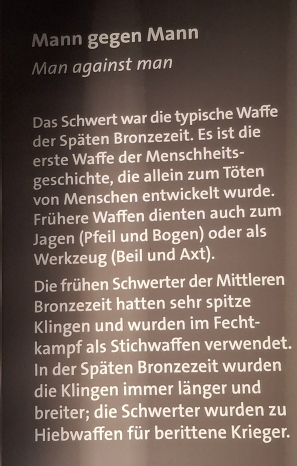 Mann gegen Mann
Man against man
Das Schwert war die typische Waffe
der Späten Bronzezeit. Es ist die
erste Waffe der Menschheits-
geschichte, die allein zum Töten
von Menschen entwickelt wurde.
Frühere Waffen dienten auch zum
Jagen (Pfeil und Bogen) oder als
Werkzeug (Beil und Axt).
Die frühen Schwerter der Mittleren
Bronzezeit hatten sehr spitze
Klingen und wurden im Fecht-
kampf als Stichwaffen verwendet.
In der Späten Bronzezeit wurden
die Klingen immer länger und
breiter; die Schwerter wurden zu
Hiebwaffen für berittene Krieger.